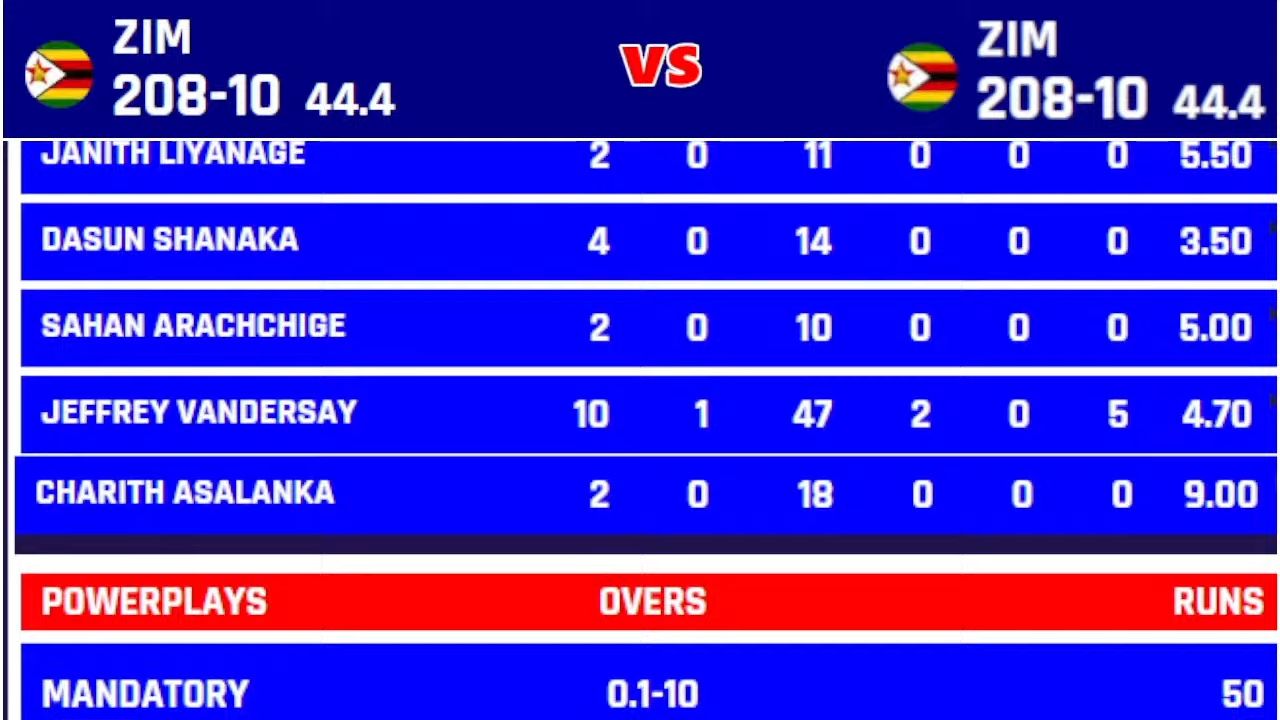 ZIM
208-10 44.4
VS
ZIM
208-10 44.4
JANITH LIYANAGE 2 0 11 0 0 0 5.50
DASUN SHANAKA 4 0 14 0 0 0 3.50
SAHAN ARACHCHIGE 2 0 10 0 0 0 5.00
JEFFREY VANDERSAY 10 1 47 2 0 5 4.70
CHARITH ASALANKA 2 0 18 0 0 0 9.00
POWERPLAYS OVERS RUNS
MANDATORY 0.1-10 50